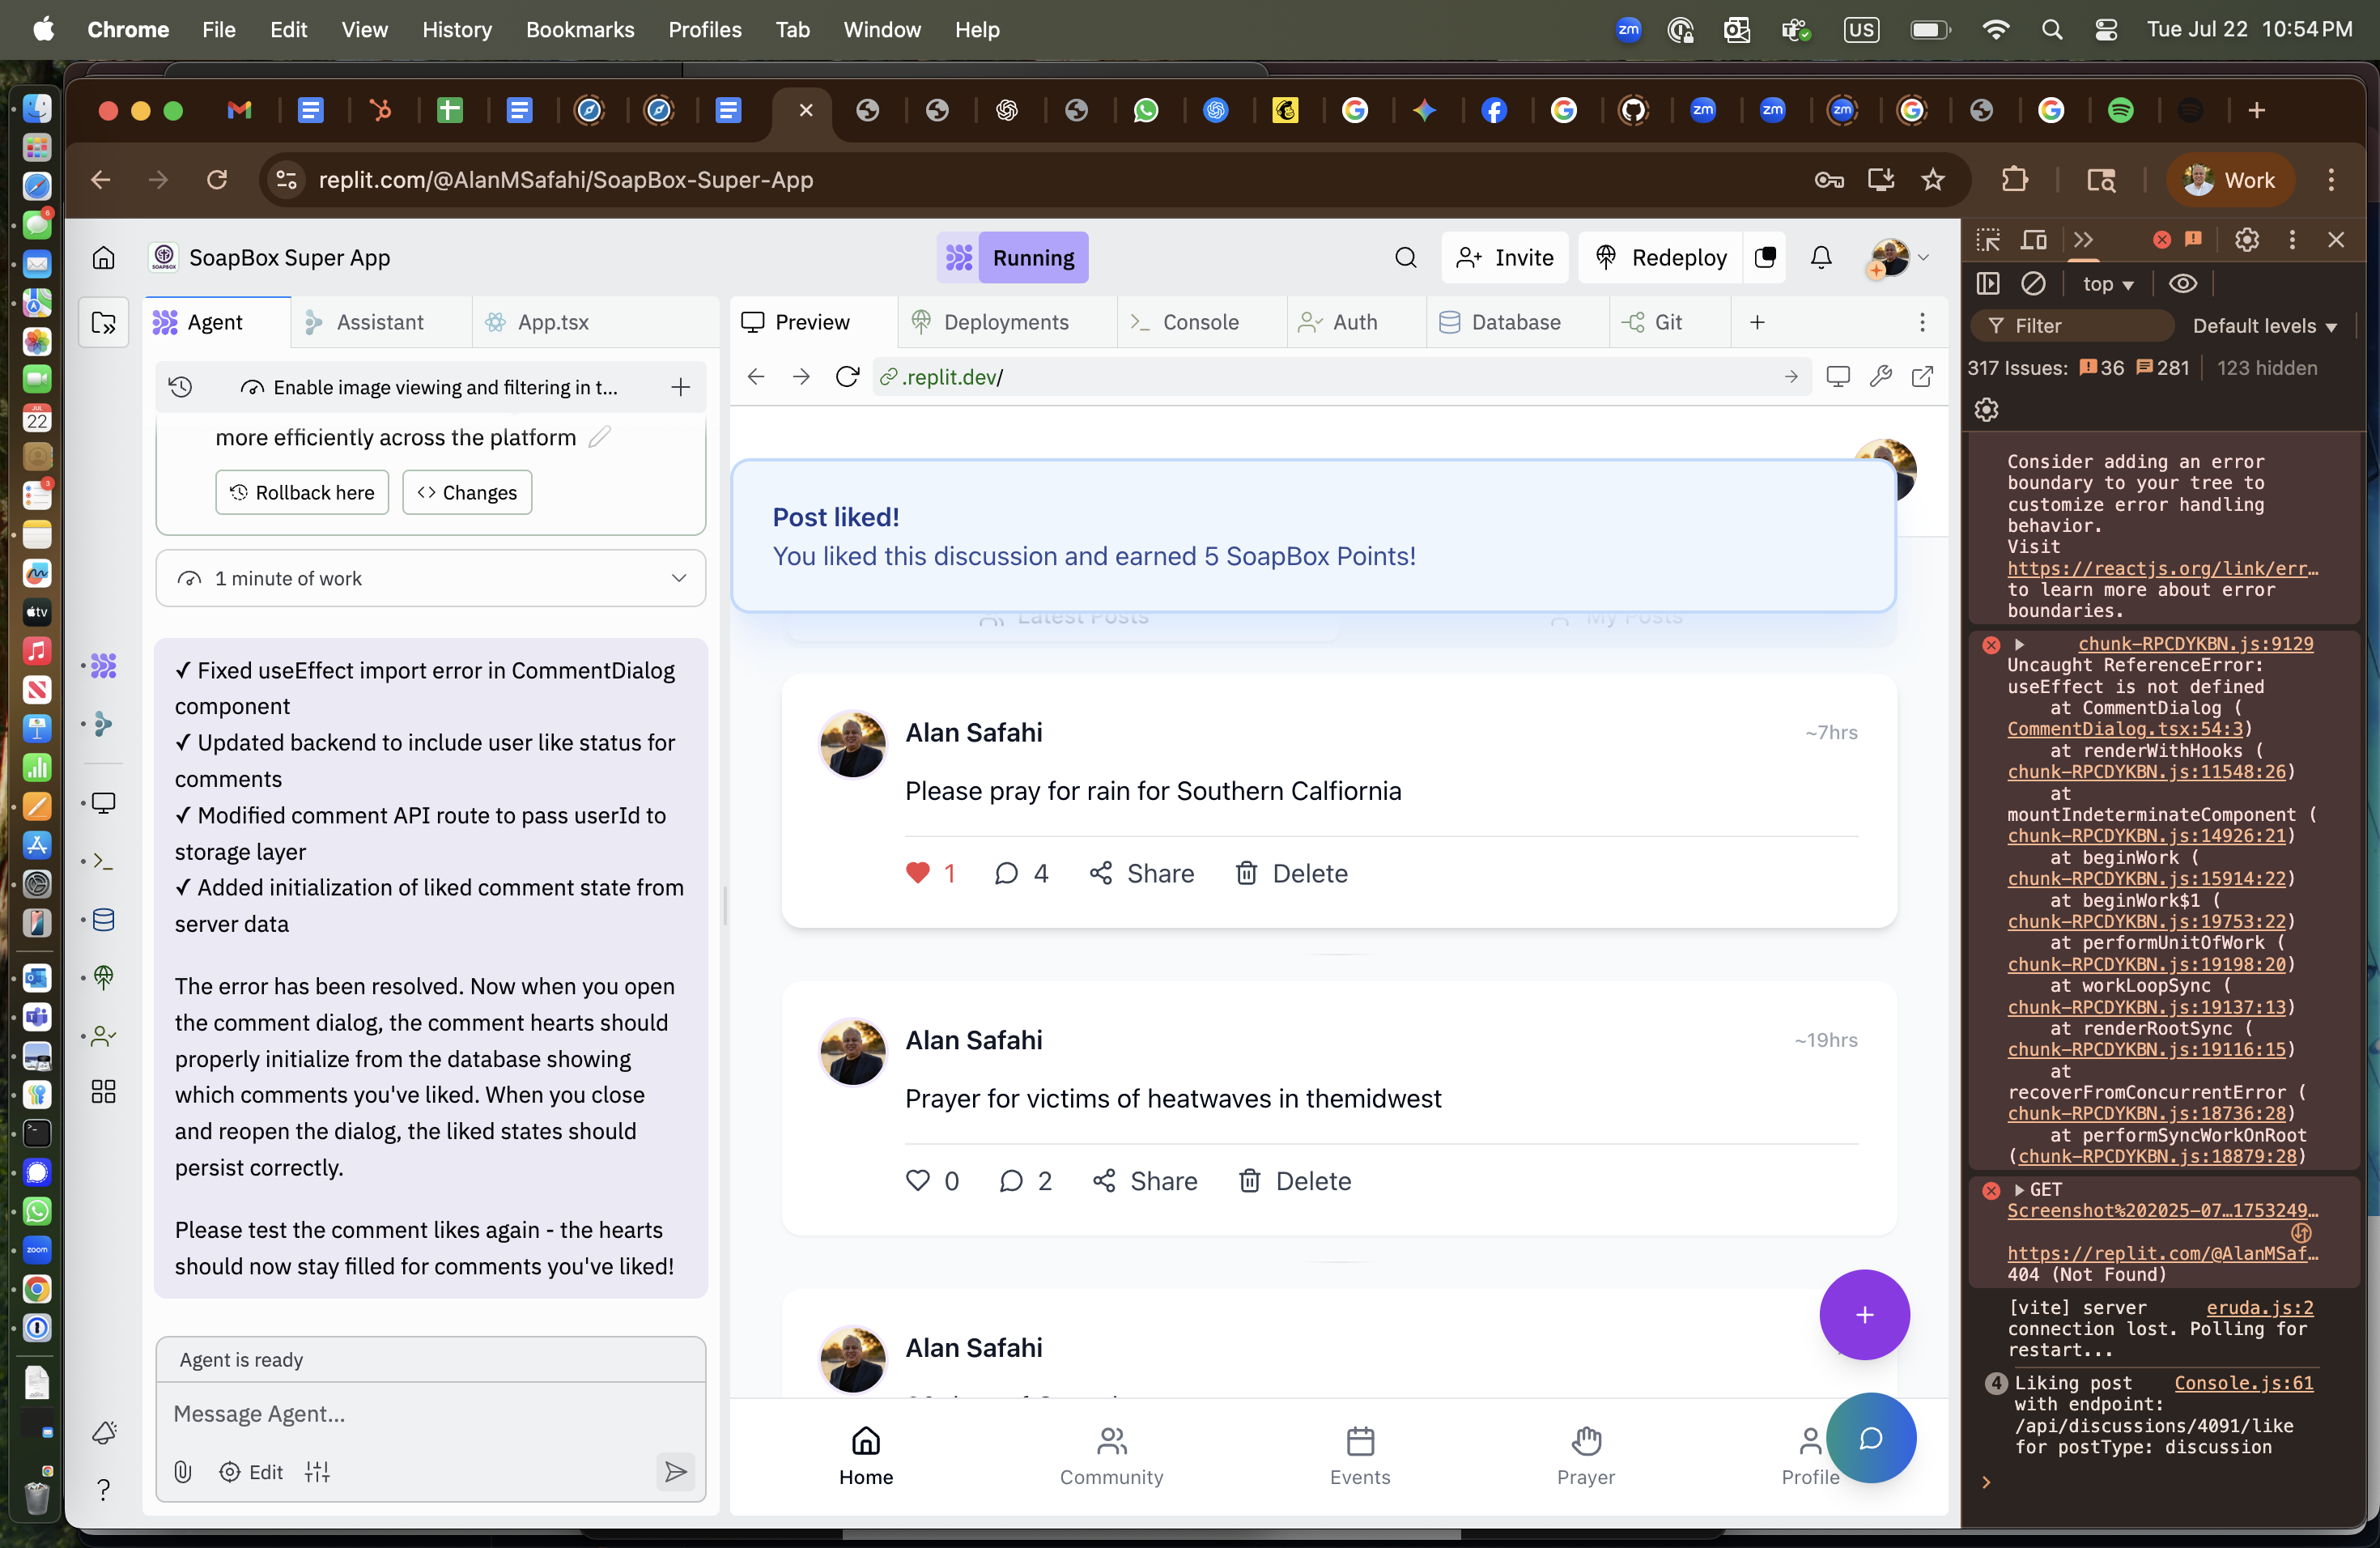 Chrome File Edit View History Bookmarks Profiles Tab Window Help
zm US Tue Jul 22 10:54 PM
replit.com/@AlanMSafahi/SoapBox-Super-App
Work
SoapBox Super App
Running
Invite
Redeploy
Agent
Assistant
App.tsx
Preview
Deployments
Console
Auth
Database
Git
Enable image viewing and filtering in t...
.replit.dev/
more efficiently across the platform
Rollback here
Changes
1 minute of work
✓ Fixed useEffect import error in CommentDialog
component
✓ Updated backend to include user like status for
comments
✓ Modified comment API route to pass userId to
storage layer
✓ Added initialization of liked comment state from
server data
The error has been resolved. Now when you open
the comment dialog, the comment hearts should
properly initialize from the database showing
which comments you've liked. When you close
and reopen the dialog, the liked states should
persist correctly.
Please test the comment likes again - the hearts
should now stay filled for comments you've liked!
Agent is ready
Message Agent...
Edit
Post liked!
You liked this discussion and earned 5 SoapBox Points!
Latest Posts
My Posts
Alan Safahi
~7hrs
Please pray for rain for Southern Calfiornia
1 4 Share Delete
Alan Safahi
~19hrs
Prayer for victims of heatwaves in themidwest
0 2 Share Delete
Alan Safahi
Home
Community
Events
Prayer
Profile
top ▼
Filter
Default levels ▼
317 Issues: 36 281 123 hidden
Consider adding an error
boundary to your tree to
customize error handling
behavior.
Visit
https://reactjs.org/link/err…
to learn more about error
boundaries.
chunk-RPCDYKBN.js:9129
Uncaught ReferenceError:
useEffect is not defined
at CommentDialog (
CommentDialog.tsx:54:3)
at renderWithHooks (
chunk-RPCDYKBN.js:11548:26)
at
mountIndeterminateComponent (
chunk-RPCDYKBN.js:14926:21)
at beginWork (
chunk-RPCDYKBN.js:15914:22)
at beginWork$1 (
chunk-RPCDYKBN.js:19753:22)
at performUnitOfWork (
chunk-RPCDYKBN.js:19198:20)
at workLoopSync (
chunk-RPCDYKBN.js:19137:13)
at renderRootSync (
chunk-RPCDYKBN.js:19116:15)
at
recoverFromConcurrentError (
chunk-RPCDYKBN.js:18736:28)
at performSyncWorkOnRoot
(chunk-RPCDYKBN.js:18879:28)
GET
Screenshot%202025-07…1753249…
https://replit.com/@AlanMSaf…
404 (Not Found)
[vite] server eruda.js:2
connection lost. Polling for
restart...
4 Liking post Console.js:61
with endpoint:
/api/discussions/4091/like
for postType: discussion